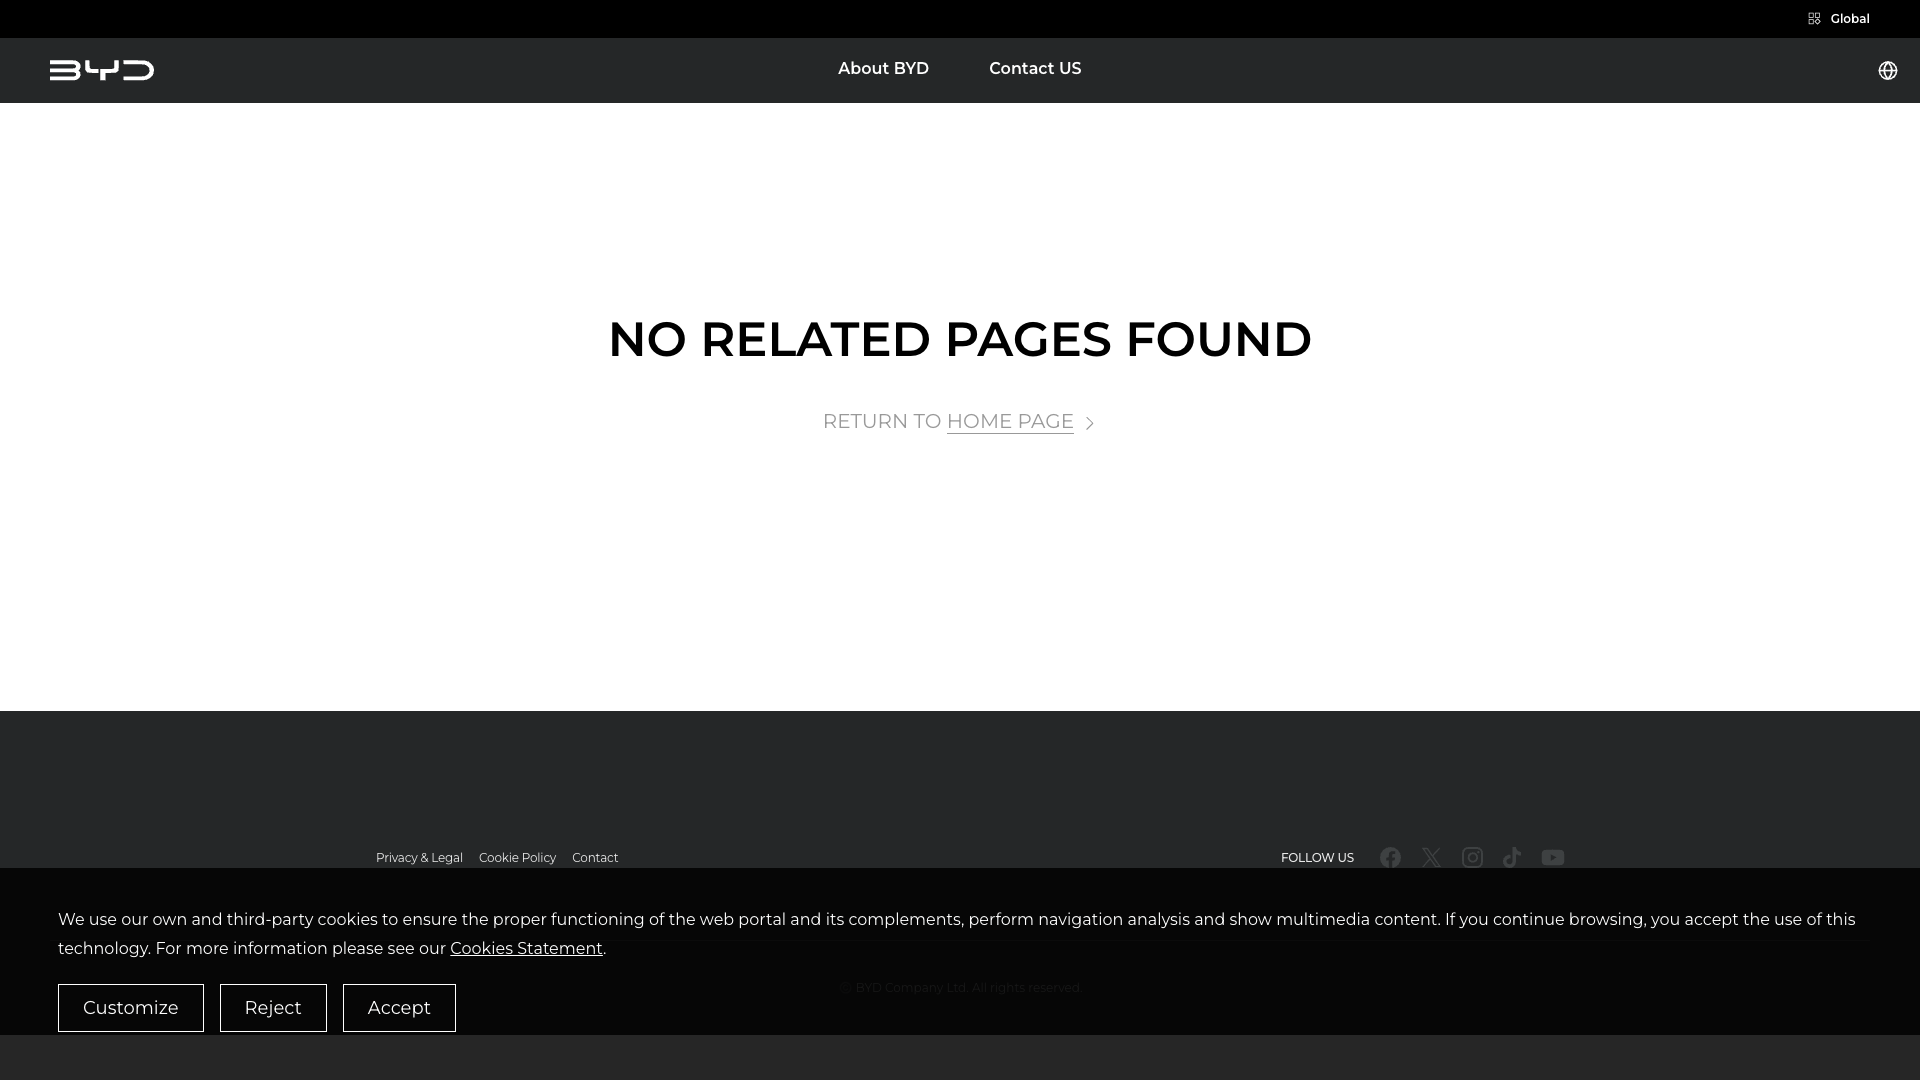 Global
BYD
About BYD
Contact US
NO RELATED PAGES FOUND
RETURN TO HOME PAGE
Privacy & Legal
Cookie Policy
Contact
FOLLOW US
We use our own and third-party cookies to ensure the proper functioning of the web portal and its complements, perform navigation analysis and show multimedia content. If you continue browsing, you accept the use of this
technology. For more information please see our Cookies Statement.
© BYD Company Ltd. All rights reserved.
Customize
Reject
Accept